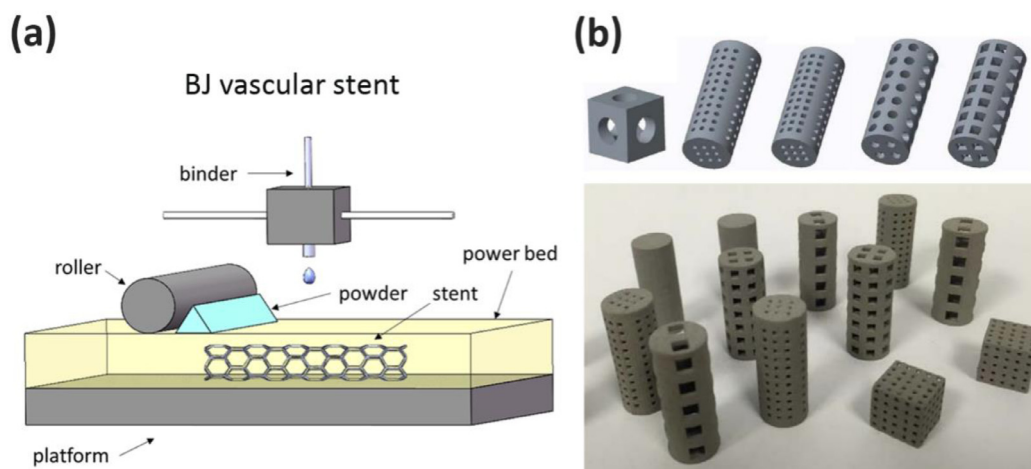 (a)
BJ vascular stent
binder
roller
powder
power bed
stent
platform
(b)